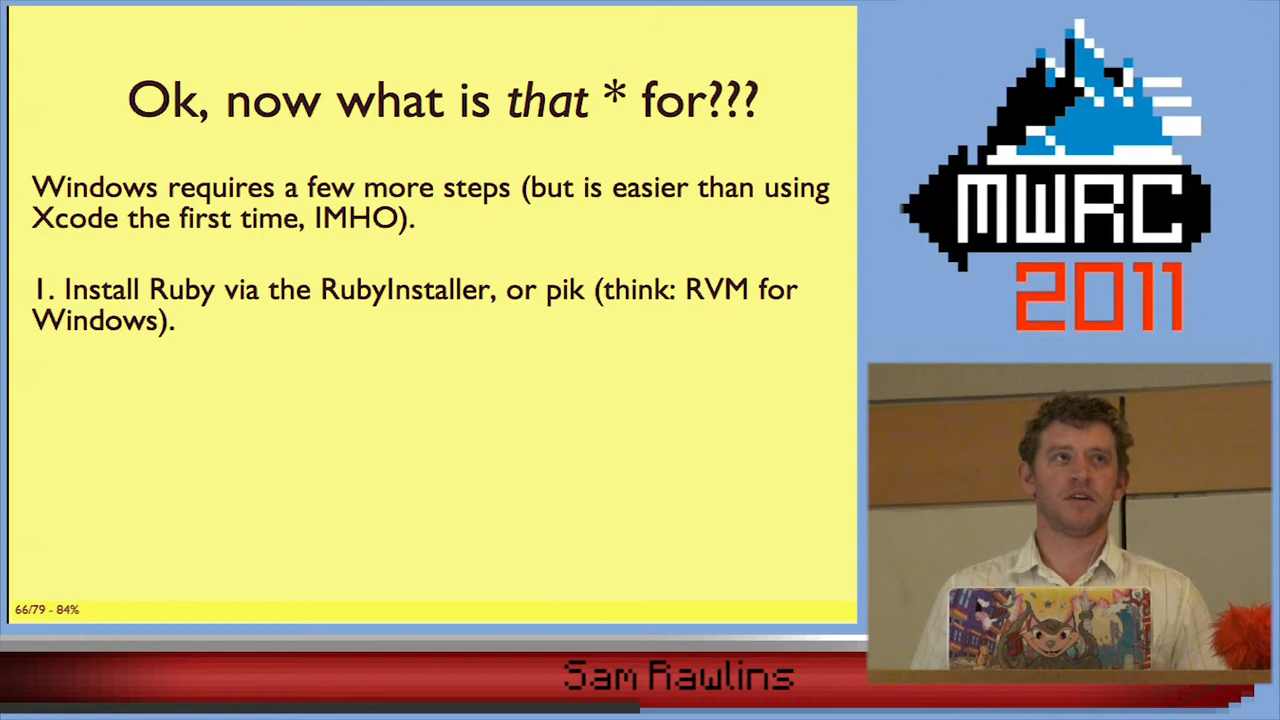 Ok, now what is that * for???
Windows requires a few more steps (but is easier than using
Xcode the first time, IMHO).
1. Install Ruby via the RubyInstaller, or pik (think: RVM for
Windows).
66/79 - 84%
MWRC
2011
Sam Rawlins